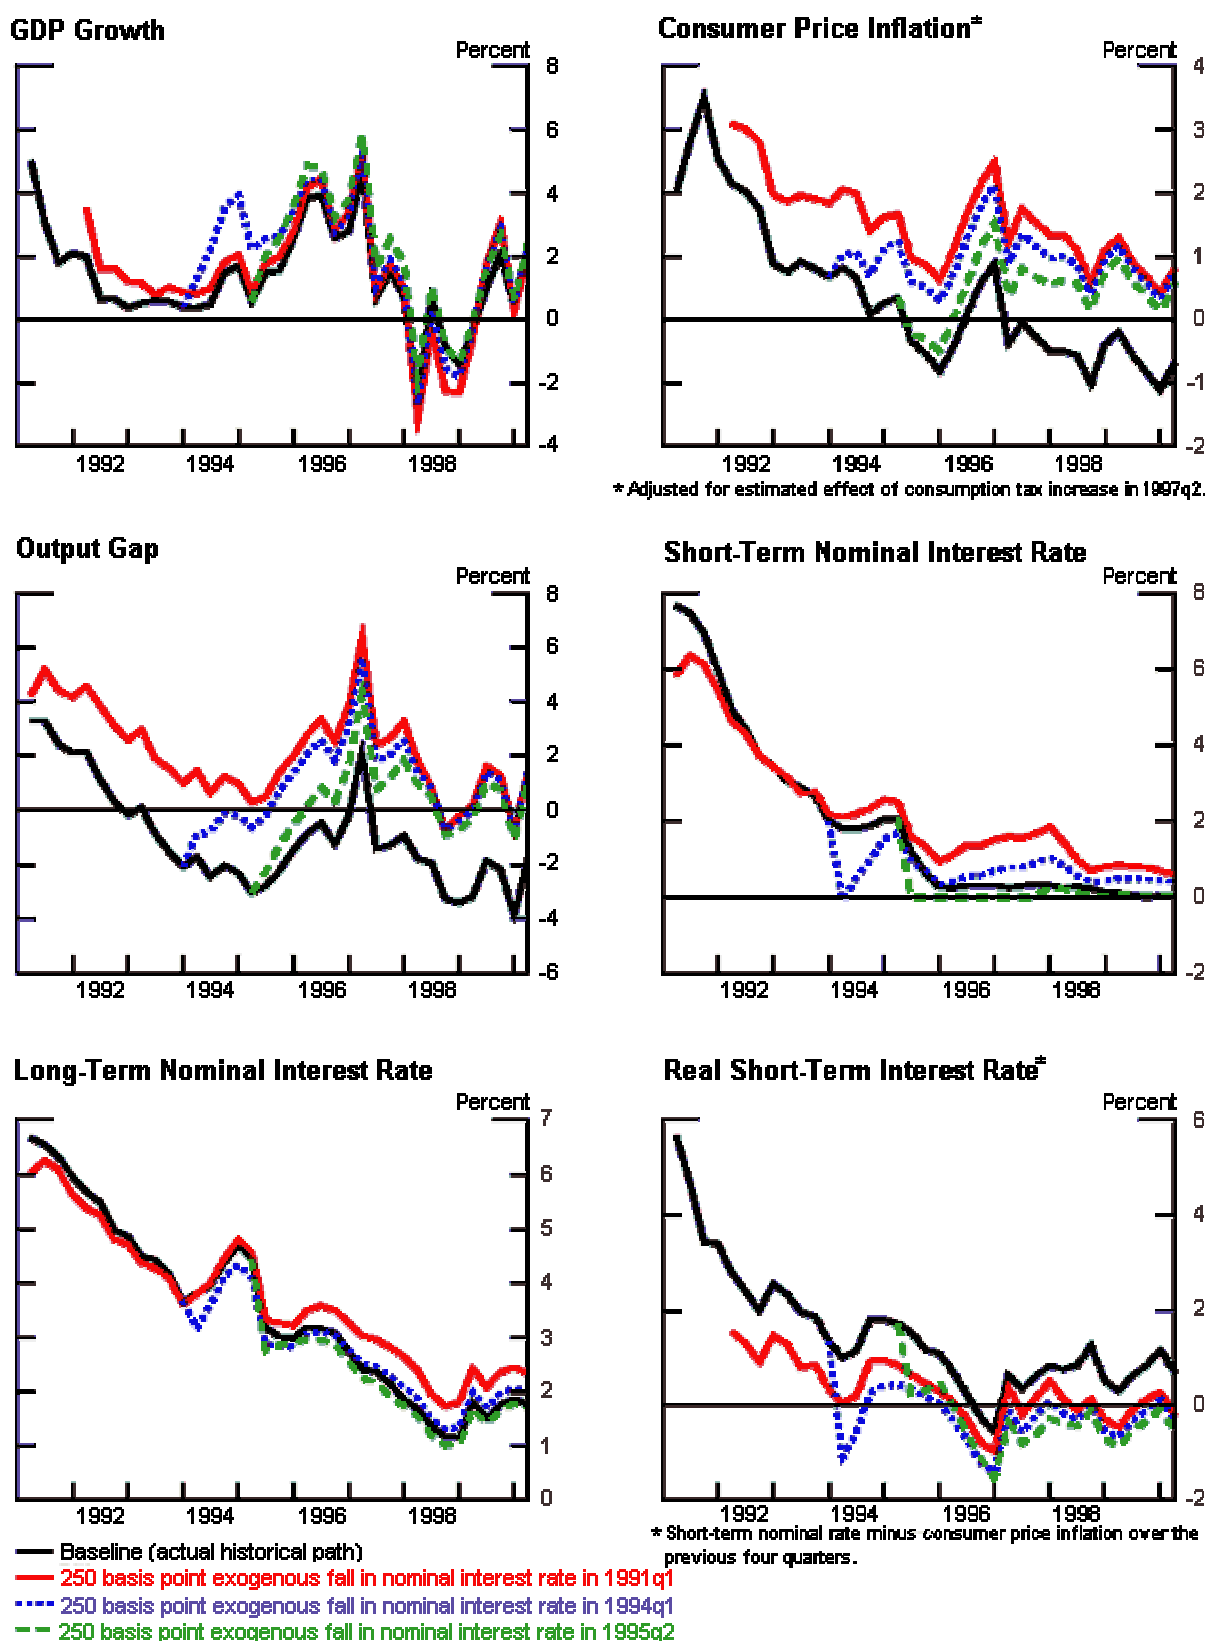 GDP Growth
Percent
8
6
4
2
0
-2
-4
1992 1994 1996 1998
Consumer Price Inflation*
Percent
4
3
2
1
0
-1
-2
1992 1994 1996 1998
* Adjusted for estimated effect of consumption tax increase in 1997q2.
Output Gap
Percent
8
6
4
2
0
-2
-4
-6
1992 1994 1996 1998
Short-Term Nominal Interest Rate
Percent
8
6
4
2
0
-2
1992 1994 1996 1998
Long-Term Nominal Interest Rate
Percent
7
6
5
4
3
2
1
0
1992 1994 1996 1998
Real Short-Term Interest Rate*
Percent
6
4
2
0
-2
1992 1994 1996 1998
* Short-term nominal rate minus consumer price inflation over the
previous four quarters.
Baseline (actual historical path)
250 basis point exogenous fall in nominal interest rate in 1991q1
250 basis point exogenous fall in nominal interest rate in 1994q1
250 basis point exogenous fall in nominal interest rate in 1995q2